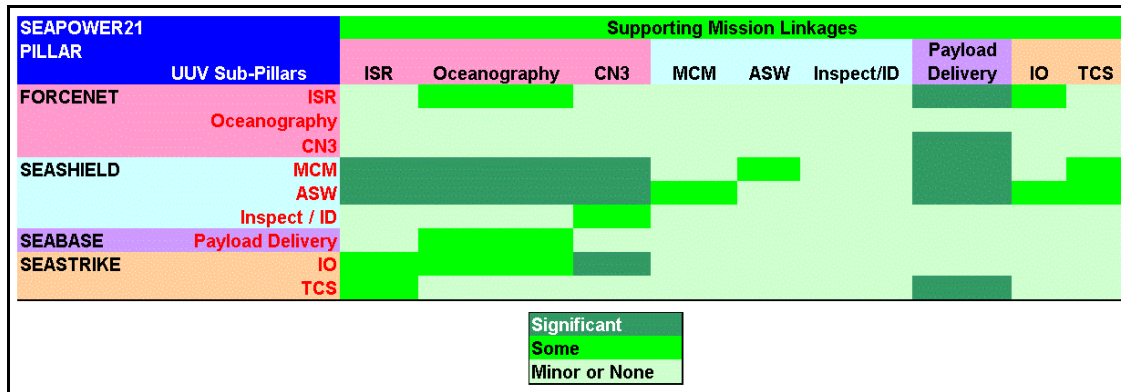 SEAPOWER21 Supporting Mission Linkages
PILLAR Payload
UUV Sub-Pillars ISR Oceanography CN3 MCM ASW Inspect/ID Delivery IO TCS
FORCENET ISR
Oceanography
CN3
SEASHIELD MCM
ASW
Inspect / ID
SEABASE Payload Delivery
SEASTRIKE IO
TCS
Significant
Some
Minor or None